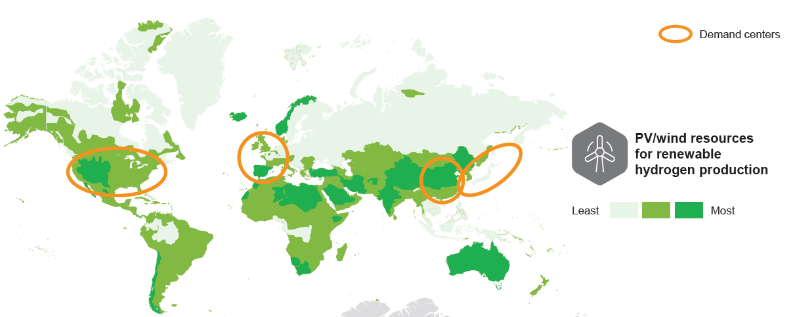 Demand centers
PV/wind resources
for renewable
hydrogen production
Least Most